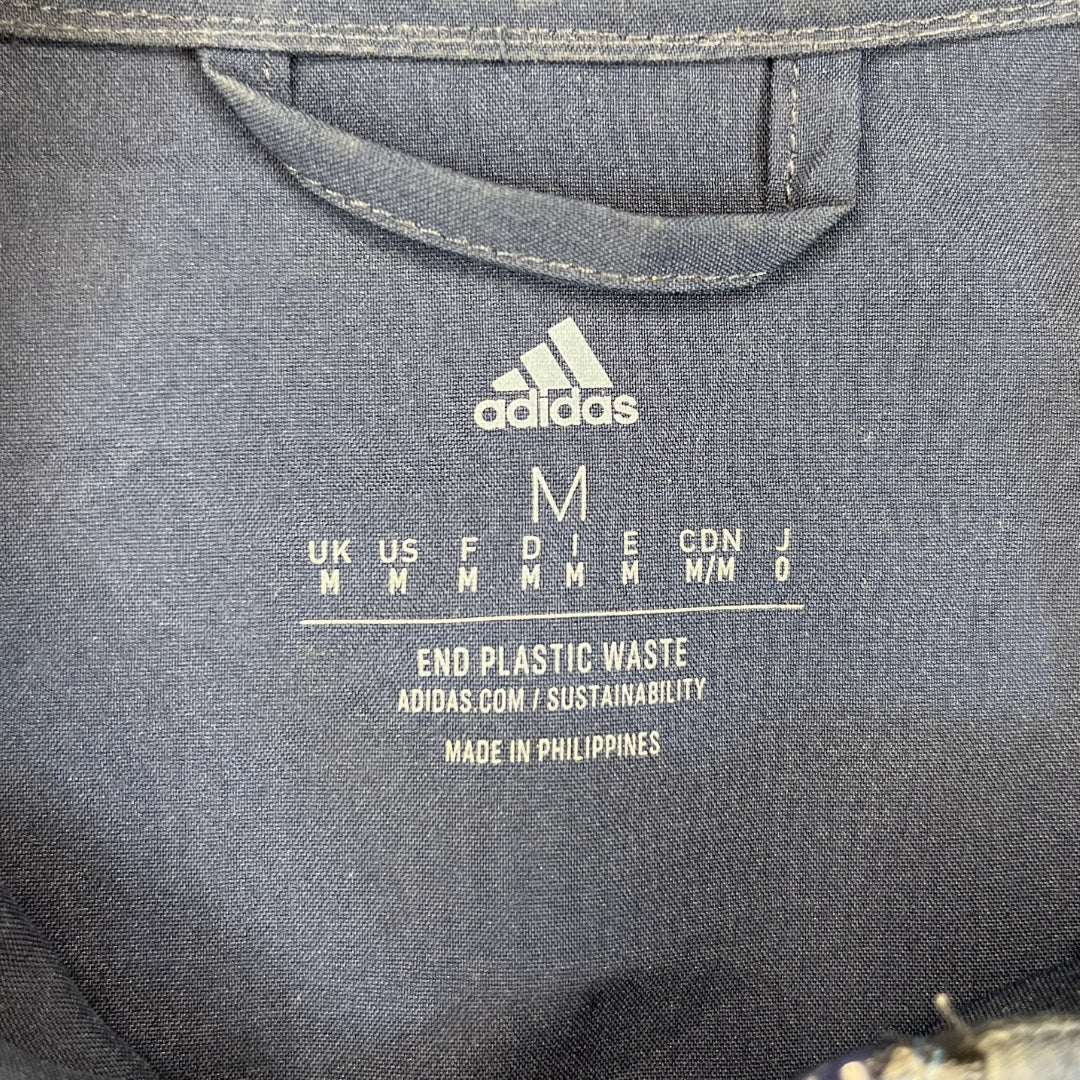 adidas
M
UK US F D I E CDN J
M M M M M M M/M O
END PLASTIC WASTE
ADIDAS.COM / SUSTAINABILITY
MADE IN PHILIPPINES